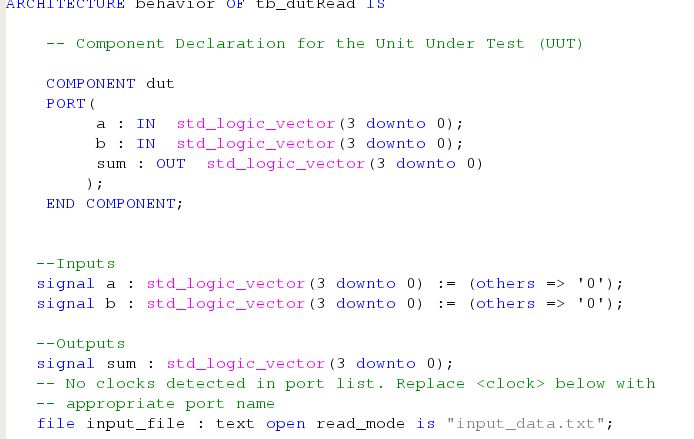 ARCHITECTURE behavior OF tb_dutRead IS
-- Component Declaration for the Unit Under Test (UUT)
COMPONENT dut
PORT(
a : IN std_logic_vector(3 downto 0);
b : IN std_logic_vector(3 downto 0);
sum : OUT std_logic_vector(3 downto 0)
);
END COMPONENT;
--Inputs
signal a : std_logic_vector(3 downto 0) := (others => '0');
signal b : std_logic_vector(3 downto 0) := (others => '0');
--Outputs
signal sum : std_logic_vector(3 downto 0);
-- No clocks detected in port list. Replace <clock> below with
-- appropriate port name
file input_file : text open read_mode is "input_data.txt";